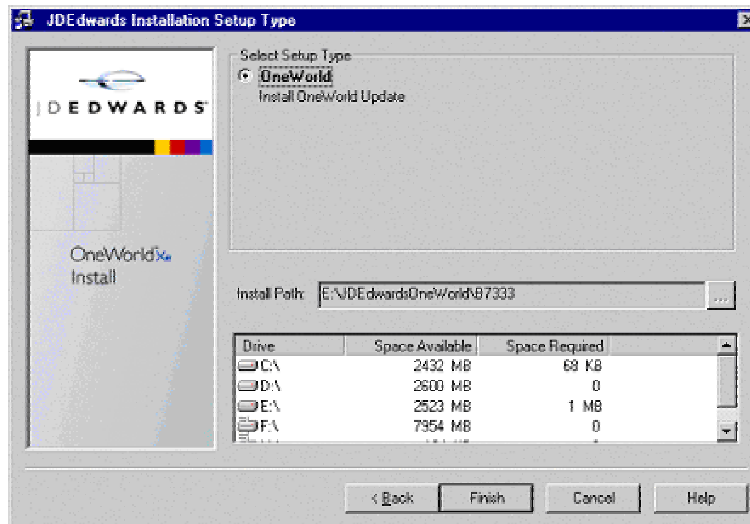 JDEdwards Installation Setup Type
JDEDWARDS
OneWorld Xe
Install
Select Setup Type
OneWorld
Install OneWorld Update
Install Path:
E:\JDEdwardsOneWorld\B7333
...
Drive Space Available Space Required
C:\ 2432 MB 68 KB
D:\ 2600 MB 0
E:\ 2523 MB 1 MB
F:\ 7954 MB 0
< Back
Finish
Cancel
Help